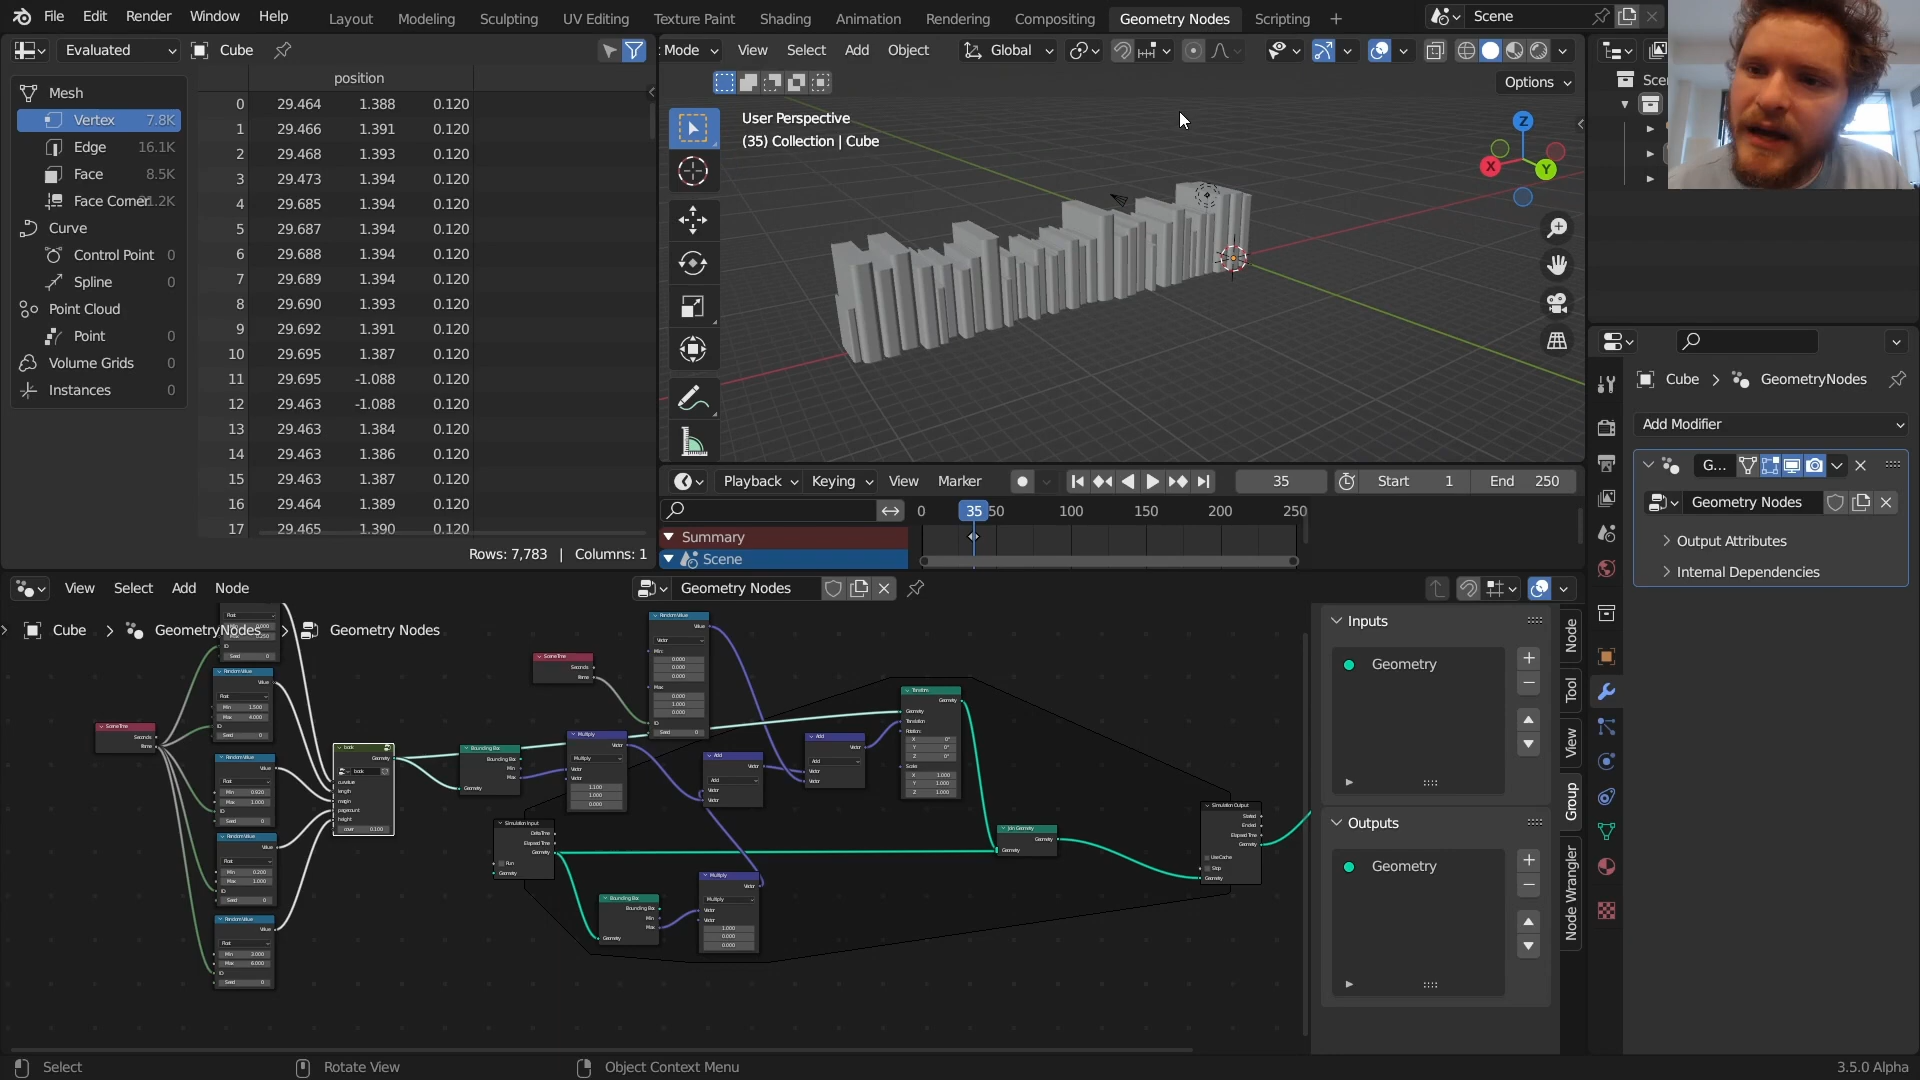 File Edit Render Window Help Layout Modeling Sculpting UV Editing Texture Paint Shading Animation Rendering Compositing Geometry Nodes Scripting + Scene
Evaluated Cube
Mode View Select Add Object Global
Options
position
Mesh
Vertex 7.8K
Edge 16.1K
Face 8.5K
Curve
Control Point 0
Spline 0
Point Cloud
Point 0
Volume Grids 0
Instances 0
0 29.464 1.388 0.120
1 29.466 1.391 0.120
2 29.468 1.393 0.120
3 29.473 1.394 0.120
4 29.685 1.394 0.120
5 29.687 1.394 0.120
6 29.688 1.394 0.120
7 29.689 1.394 0.120
8 29.690 1.393 0.120
9 29.692 1.391 0.120
10 29.695 1.387 0.120
11 29.695 -1.088 0.120
12 29.463 -1.088 0.120
13 29.463 1.384 0.120
14 29.463 1.386 0.120
15 29.463 1.387 0.120
16 29.464 1.389 0.120
17 29.465 1.390 0.120
Rows: 7,783 | Columns: 1
User Perspective
(35) Collection | Cube
Z
X
Y
Playback Keying View Marker 35 Start 1 End 250
0 35 50 100 150 200 250
Summary
Scene
Cube > GeometryNodes
Add Modifier
G...
Geometry Nodes
Output Attributes
Internal Dependencies
View Select Add Node Geometry Nodes
Cube > GeometryNodes > Geometry Nodes
Inputs
Geometry
Outputs
Geometry
Node
Tool
View
Group
Node Wrangler
Select Rotate View Object Context Menu 3.5.0 Alpha